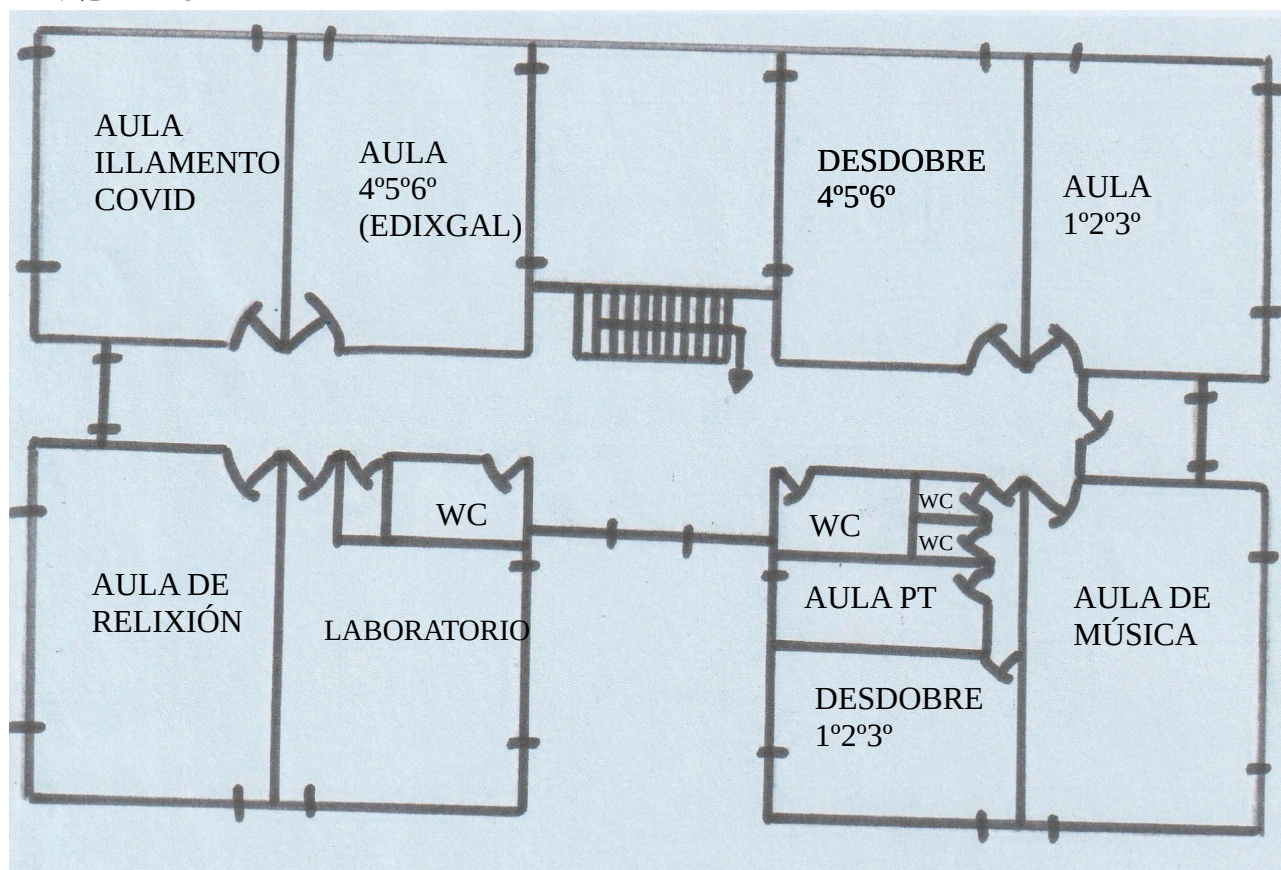 AULA
ILLAMENTO
COVID
AULA
4º5º6º
(EDIXGAL)
DESDOBRE
4º5º6º
AULA
1º2º3º
WC
WC
WC
WC
AULA DE
RELIXIÓN
LABORATORIO
AULA PT
DESDOBRE
1º2º3º
AULA DE
MÚSICA